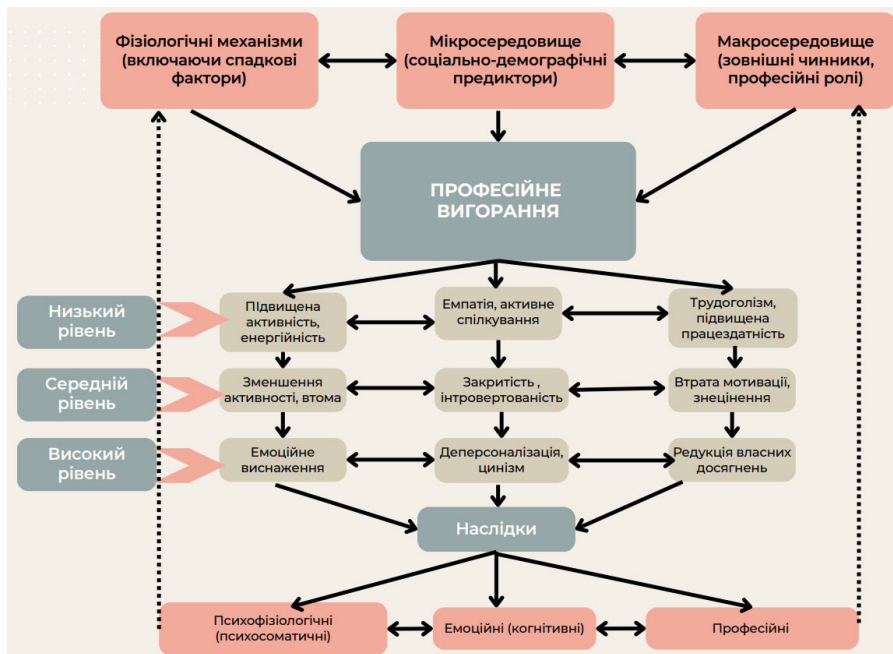 Фізіологічні механізми
(включаючи спадкові
фактори)
Мікросередовище
(соціально-демографічні
предиктори)
Макросередовище
(зовнішні чинники,
професійні ролі)
ПРОФЕСІЙНЕ
ВИГОРАННЯ
Низький
рівень
Підвищена
активність,
енергійність
Емпатія, активне
спілкування
Трудоголізм,
підвищена
працездатність
Середній
рівень
Зменшення
активності, втома
Закритість ,
інтровертованість
Втрата мотивації,
знецінення
Високий
рівень
Емоційне
виснаження
Деперсоналізація,
цинізм
Редукція власних
досягнень
Наслідки
Психофізіологічні
(психосоматичні)
Емоційні (когнітивні)
Професійні